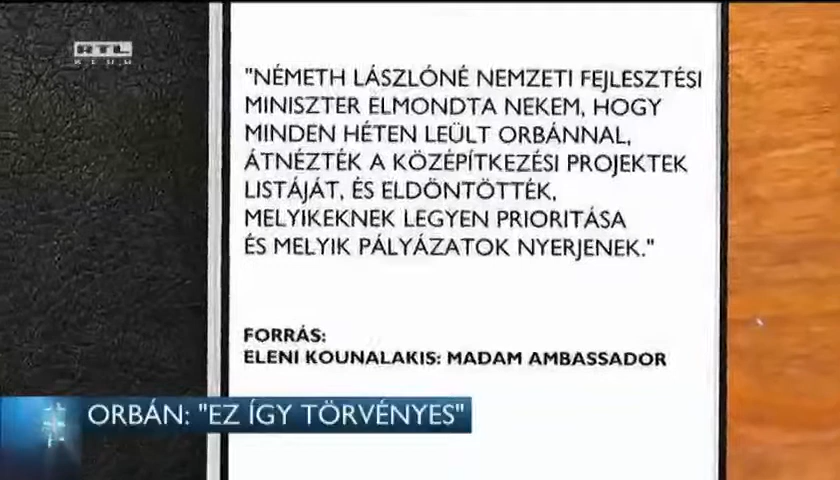 RTL
KLUB
"NÉMETH LÁSZLÓNÉ NEMZETI FEJLESZTÉSI
MINISZTER ELMONDTA NEKEM, HOGY
MINDEN HÉTEN LEÜLT ORBÁNNAL,
ÁTNÉZTÉK A KÖZÉPÍTKEZÉSI PROJEKTEK
LISTÁJÁT, ÉS ELDÖNTÖTTÉK,
MELYIKEKNEK LEGYEN PRIORITÁSA
ÉS MELYIK PÁLYÁZATOK NYERJENEK."
FORRÁS:
ELENI KOUNALAKIS: MADAM AMBASSADOR
ORBÁN: "EZ ÍGY TÖRVÉNYES"